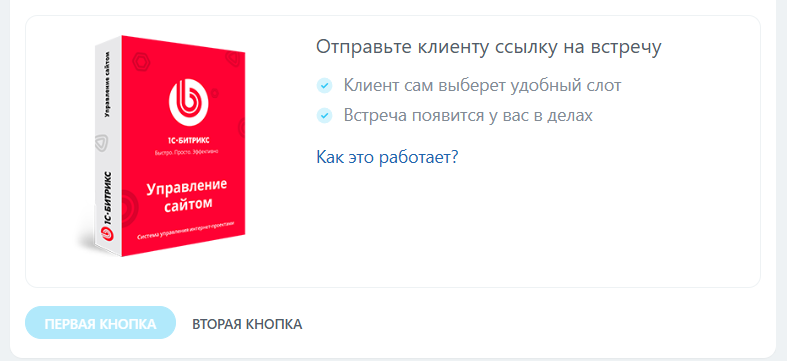 Управление сайтом
1С-БИТРИКС
1С·БИТРИКС
Быстро. Просто. Эффективно
Управление
сайтом
Система управления интернет-проектами
Отправьте клиенту ссылку на встречу
Клиент сам выберет удобный слот
Встреча появится у вас в делах
Как это работает?
ПЕРВАЯ КНОПКА
ВТОРАЯ КНОПКА